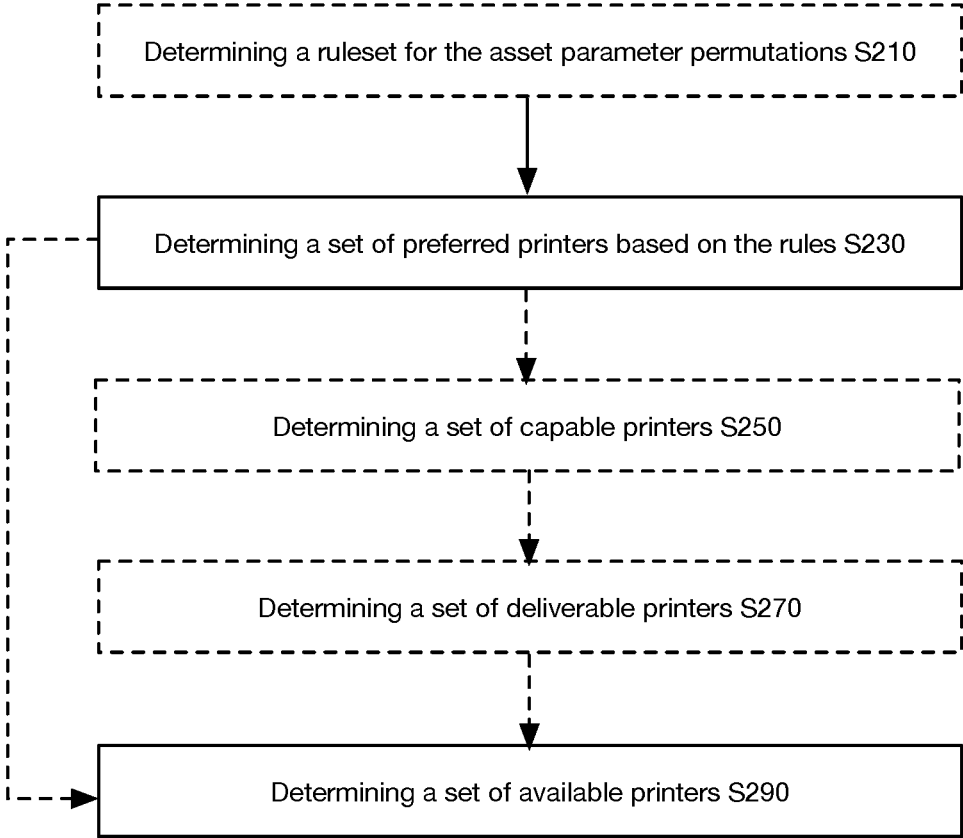 Determining a ruleset for the asset parameter permutations S210
Determining a set of preferred printers based on the rules S230
Determining a set of capable printers S250
Determining a set of deliverable printers S270
Determining a set of available printers S290